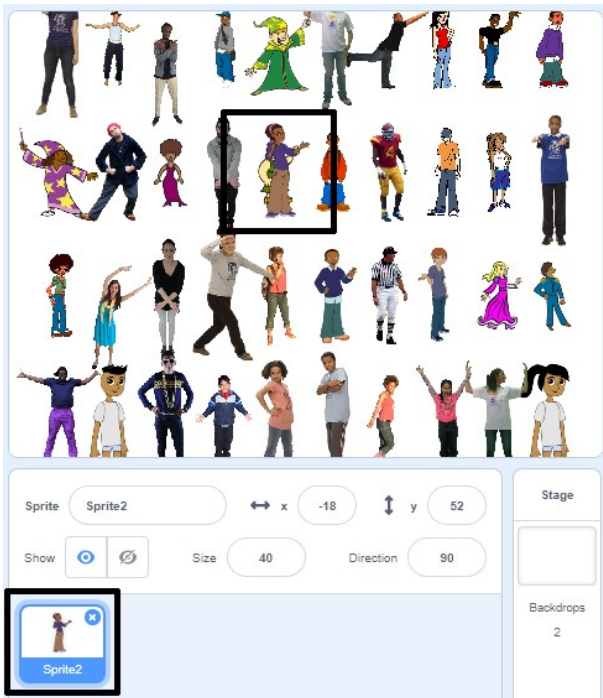 Sprite Sprite2 x -18 y 52
Show Size 40 Direction 90
Stage
Backdrops
2
Sprite2